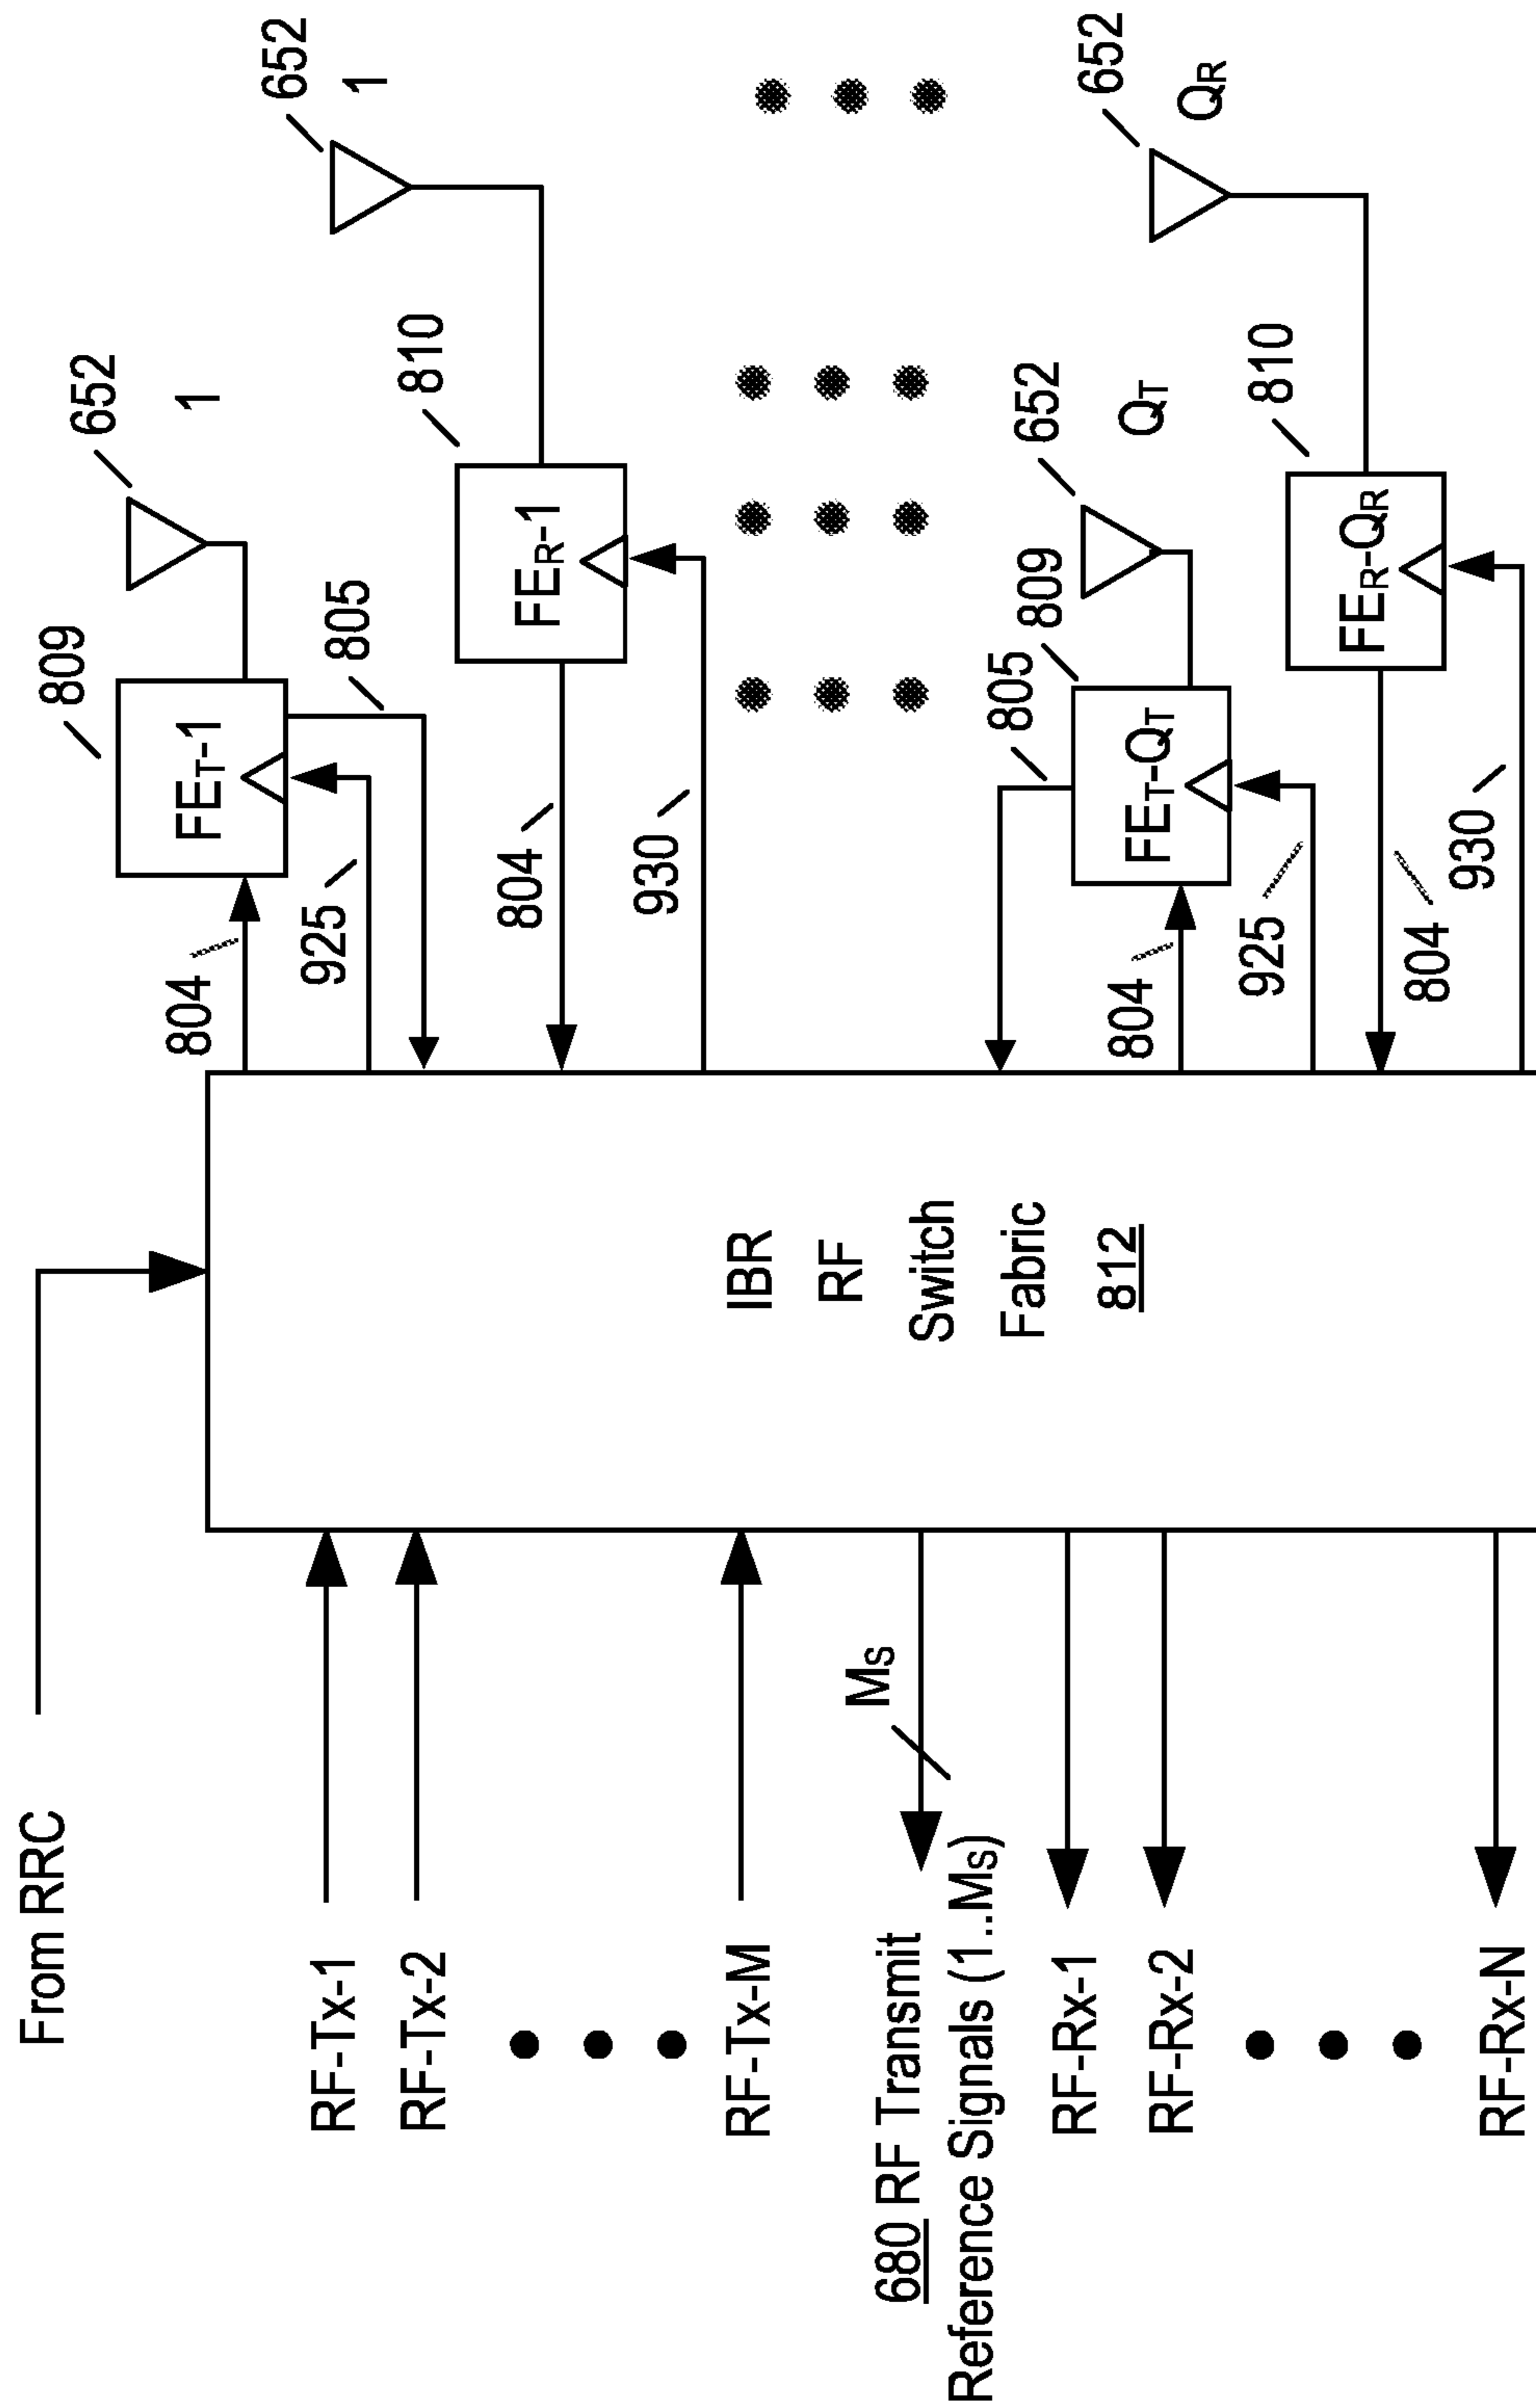 From RRC
RF-Tx-1
RF-Tx-2
RF-Tx-M
680 RF Transmit
Reference Signals (1..MS)
MS
RF-Rx-1
RF-Rx-2
RF-Rx-N
IBR
RF
Switch
Fabric
812
804
925
809
FET-1
805
652
1
804
930
FER-1
810
652
1
805
804
925
809
FET-QT
652
QT
804
930
FER-QR
810
652
QR